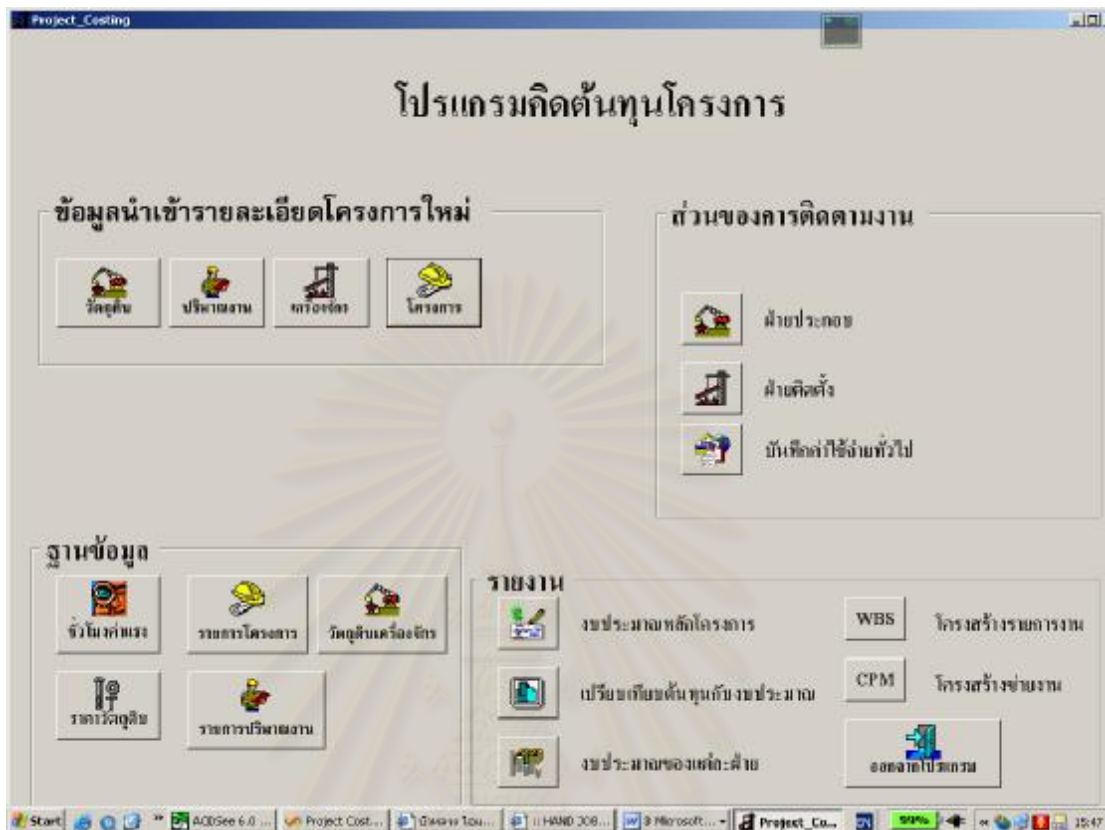 Project_Costing
โปรแกรมคิดต้นทุนโครงการ
ข้อมูลนำเข้ารายละเอียดโครงการใหม่
วัตถุดิบ
ปริมาณงาน
เครื่องจักร
โครงการ
ส่วนของการติดตามงาน
ฝ่ายประกอบ
ฝ่ายติดตั้ง
บันทึกค่าใช้จ่ายทั่วไป
ฐานข้อมูล
ชั่วโมงค่าแรง
รายการโครงการ
วัตถุดิบเครื่องจักร
ราคาวัตถุดิบ
รายการปริมาณงาน
รายงาน
งบประมาณหลักโครงการ
เปรียบเทียบต้นทุนกับงบประมาณ
งบประมาณของแต่ละฝ่าย
WBS
โครงสร้างรายการงาน
CPM
โครงสร้างข่ายงาน
ออกจากโปรแกรม
Start » ACDSee 6.0 ... Project Cost... :: HAND JOB... 3 Microsoft... Project_Co... 99% « 15:47